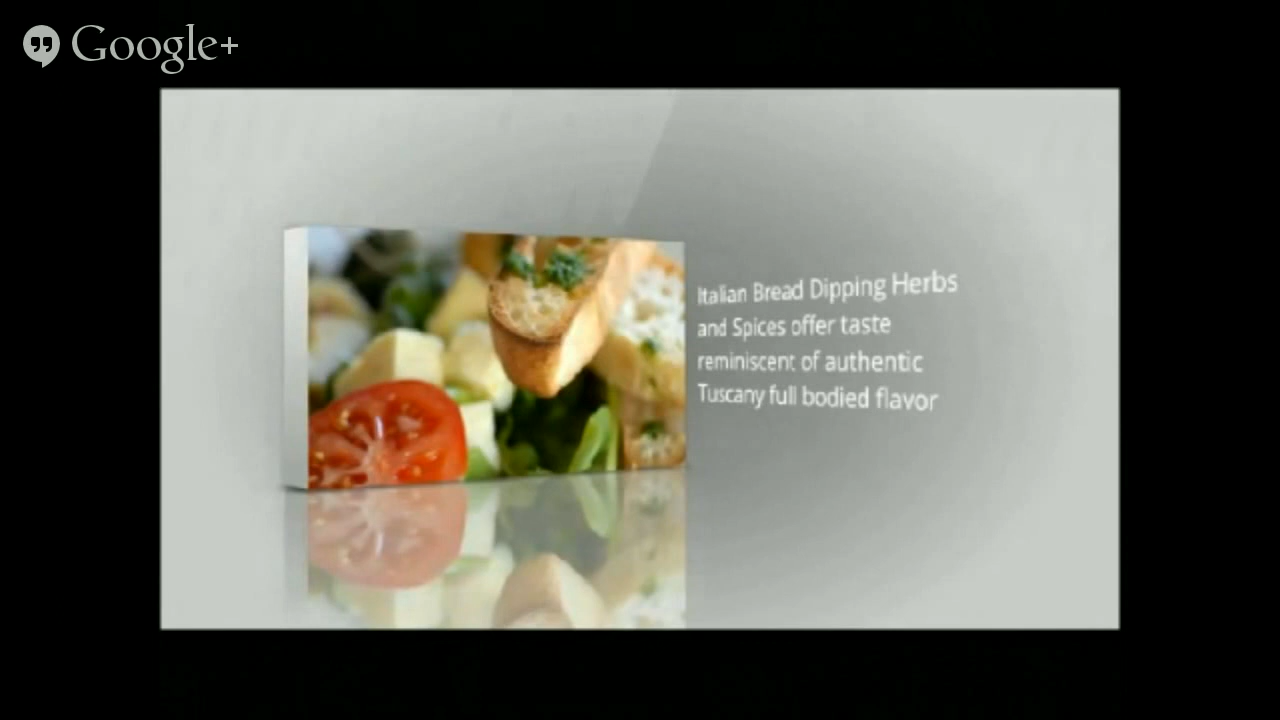 Google+
Italian Bread Dipping Herbs
and Spices offer taste
reminiscent of authentic
Tuscany full bodied flavor